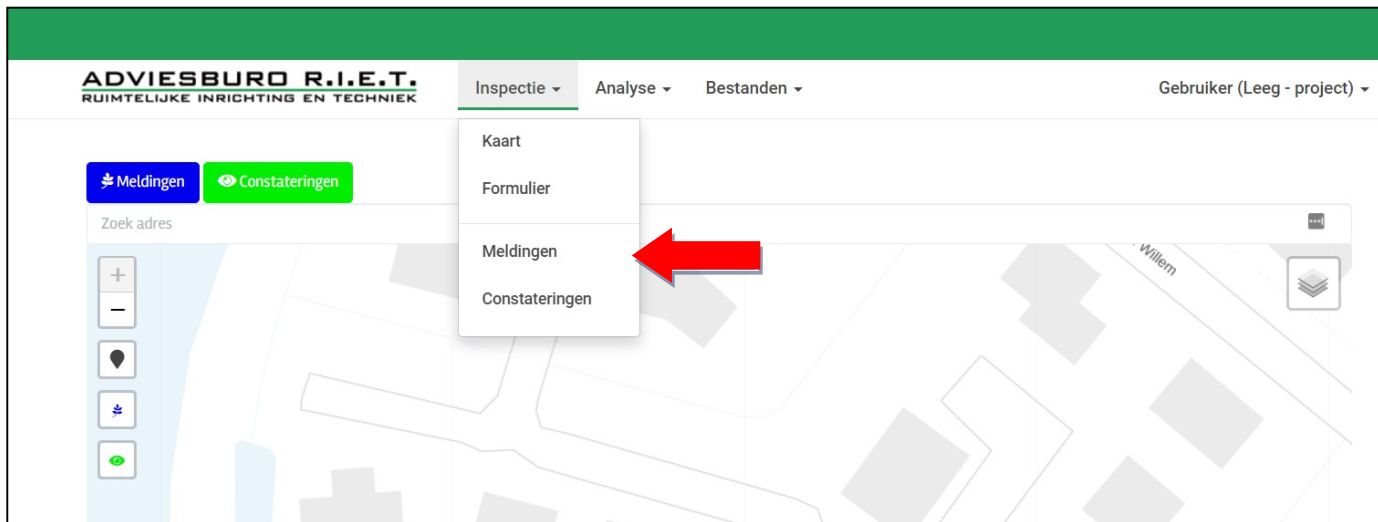 ADVIESBURO R.I.E.T.
RUIMTELIJKE INRICHTING EN TECHNIEK
Inspectie
Analyse
Bestanden
Gebruiker (Leeg - project)
Kaart
Formulier
Meldingen
Constateringen
Meldingen
Constateringen
Zoek adres
+
−
Willem